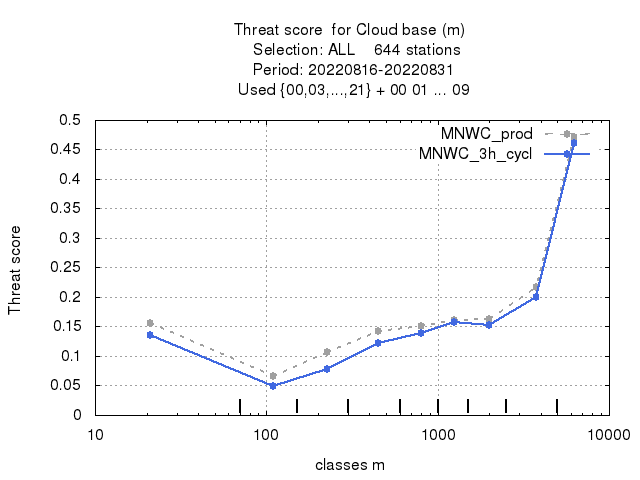 Threat score  for Cloud base (m)
Selection: ALL    644 stations
Period: 20220816-20220831
Used {00,03,...,21} + 00 01 ... 09
MNWC_prod
MNWC_3h_cycl
0.5
0.45
0.4
0.35
0.3
0.25
0.2
0.15
0.1
0.05
0
Threat score
10 100 1000 10000
classes m